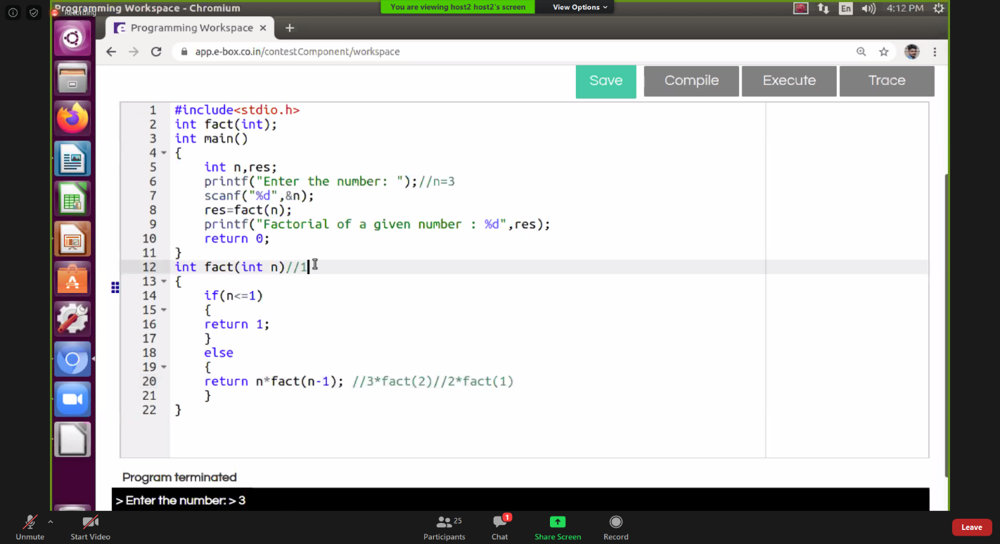 Programming Workspace - Chromium
Recording
You are viewing host2 host2's screen
View Options
En
4:12 PM
Programming Workspace
app.e-box.co.in/contestComponent/workspace
Save
Compile
Execute
Trace
1 #include<stdio.h>
2 int fact(int);
3 int main()
4 {
5 int n,res;
6 printf("Enter the number: ");//n=3
7 scanf("%d",&n);
8 res=fact(n);
9 printf("Factorial of a given number : %d",res);
10 return 0;
11 }
12 int fact(int n)//1
13 {
14 if(n<=1)
15 {
16 return 1;
17 }
18 else
19 {
20 return n*fact(n-1); //3*fact(2)//2*fact(1)
21 }
22 }
Program terminated
> Enter the number: > 3
Unmute
Start Video
25
Participants
1
Chat
Share Screen
Record
Leave